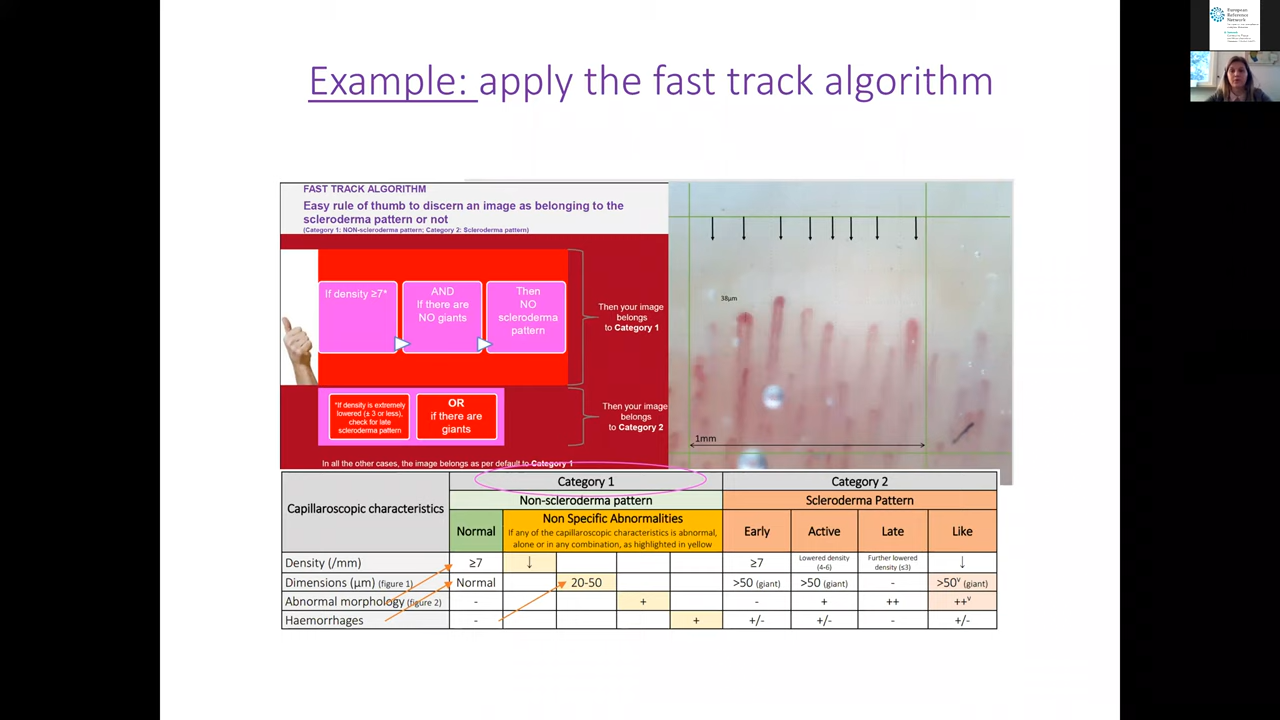 Example: apply the fast track algorithm
European
Reference
Network
FAST TRACK ALGORITHM
Easy rule of thumb to discern an image as belonging to the
scleroderma pattern or not
(Category 1: NON-scleroderma pattern; Category 2: Scleroderma pattern)
If density ≥7*
AND
If there are
NO giants
Then
NO
scleroderma
pattern
Then your image
belongs
to Category 1
*If density is extremely
lowered (± 3 or less),
check for late
scleroderma pattern
OR
if there are
giants
Then your image
belongs
to Category 2
In all the other cases, the image belongs as per default to Category 1
38μm
1mm
Capillaroscopic characteristics
Category 1
Category 2
Non-scleroderma pattern
Scleroderma Pattern
Normal
Non Specific Abnormalities
If any of the capillaroscopic characteristics is abnormal,
alone or in any combination, as highlighted in yellow
Early
Active
Late
Like
Density (/mm) ≥7 ↓ ≥7 Lowered density (4-6) Further lowered density (≤3) ↓
Dimensions (μm) (figure 1) Normal 20-50 >50 (giant) >50 (giant) - >50ᵛ (giant)
Abnormal morphology (figure 2) - + - + ++ ++ᵛ
Haemorrhages - + +/- +/- - +/-